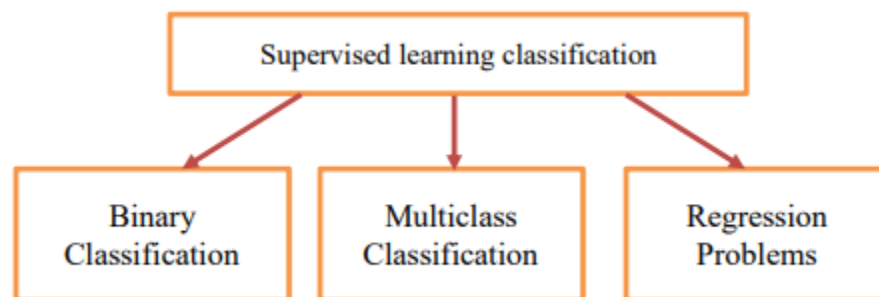 Supervised learning classification
Binary
Classification
Multiclass
Classification
Regression
Problems